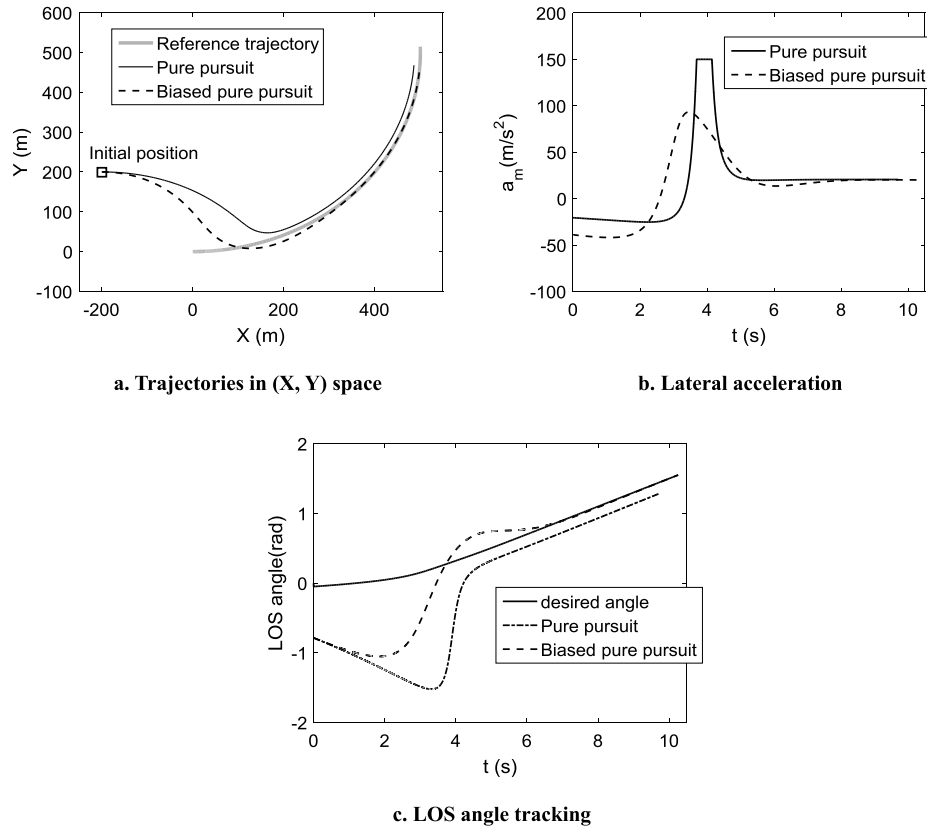 600
500
400
300
200
100
0
-100
Y (m)
Reference trajectory
Pure pursuit
Biased pure pursuit
Initial position
-200 0 200 400
X (m)
a. Trajectories in (X, Y) space
200
150
100
50
0
-50
-100
a_m(m/s^2)
Pure pursuit
Biased pure pursuit
0 2 4 6 8 10
t (s)
b. Lateral acceleration
2
1
0
-1
-2
LOS angle(rad)
desired angle
Pure pursuit
Biased pure pursuit
0 2 4 6 8 10
t (s)
c. LOS angle tracking